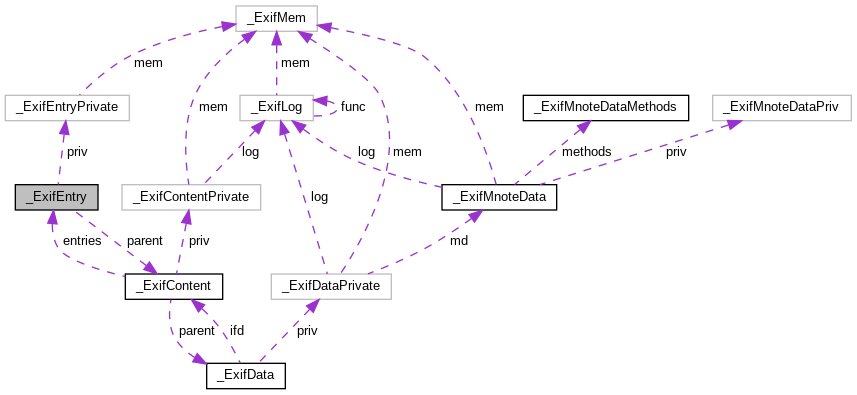 _ExifMem
mem
mem
_ExifEntryPrivate
mem
_ExifLog
func
mem
_ExifMnoteDataMethods
_ExifMnoteDataPriv
priv
log
log
mem
methods
priv
_ExifEntry
_ExifContentPrivate
log
_ExifMnoteData
entries
parent
priv
md
_ExifContent
_ExifDataPrivate
parent
ifd
priv
_ExifData